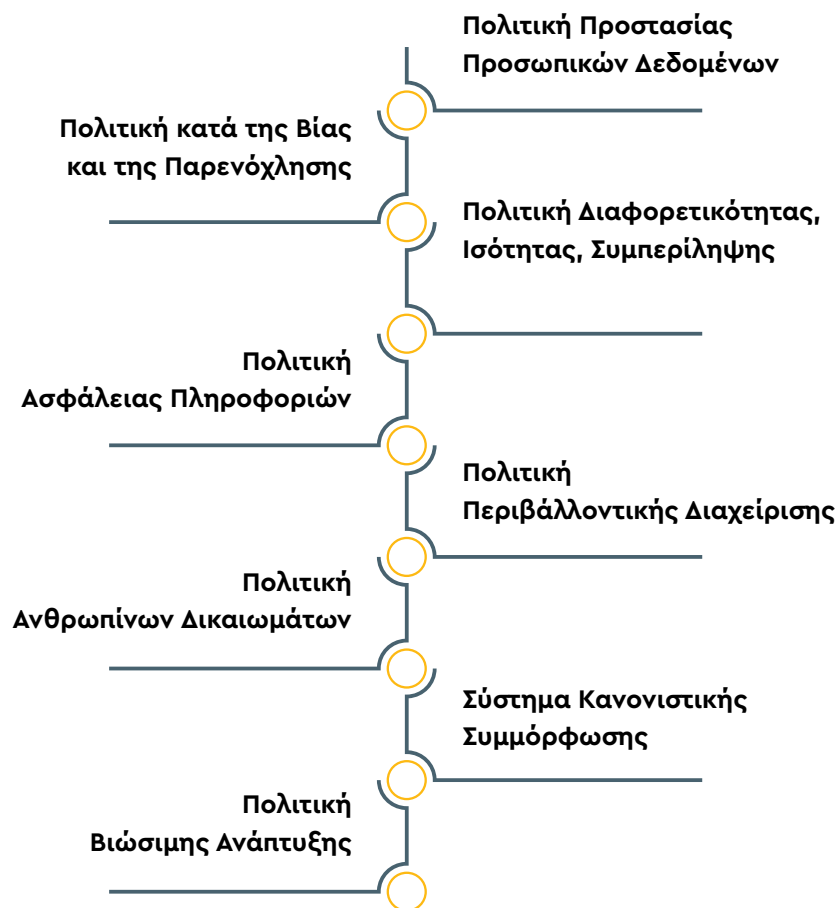 Πολιτική Προστασίας
Προσωπικών Δεδομένων
Πολιτική κατά της Βίας
και της Παρενόχλησης
Πολιτική Διαφορετικότητας,
Ισότητας, Συμπερίληψης
Πολιτική
Ασφάλειας Πληροφοριών
Πολιτική
Περιβάλλοντικής Διαχείρισης
Πολιτική
Ανθρωπίνων Δικαιωμάτων
Σύστημα Κανονιστικής
Συμμόρφωσης
Πολιτική
Βιώσιμης Ανάπτυξης